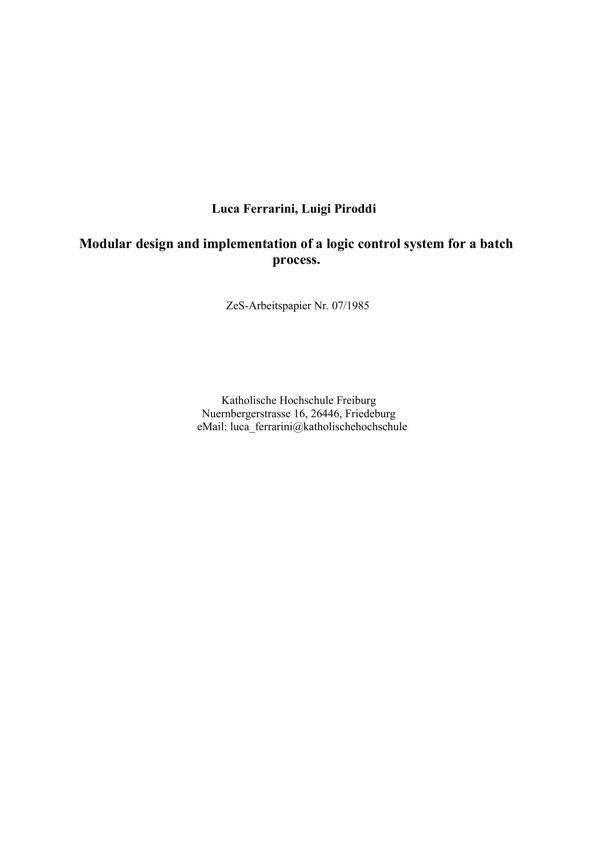 Luca Ferrarini, Luigi Piroddi
Modular design and implementation of a logic control system for a batch
process.
ZeS-Arbeitspapier Nr. 07/1985
Katholische Hochschule Freiburg
Nuernbergerstrasse 16, 26446, Friedeburg
eMail: luca_ferrarini@katholischehochschule